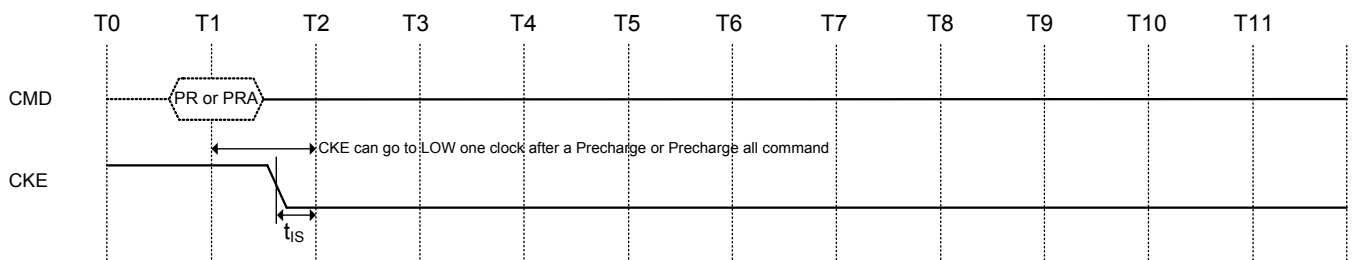 T0 T1 T2 T3 T4 T5 T6 T7 T8 T9 T10 T11
CMD
PR or PRA
CKE can go to LOW one clock after a Precharge or Precharge all command
CKE
tIS